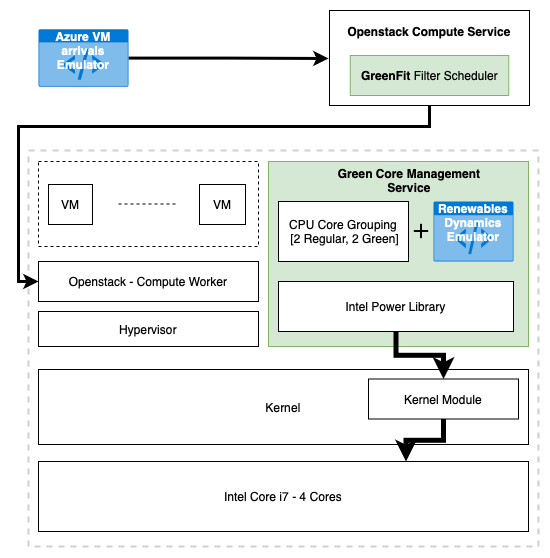 Azure VM
arrivals
Emulator
Openstack Compute Service
GreenFit Filter Scheduler
VM
VM
Green Core Management
Service
CPU Core Grouping
[2 Regular, 2 Green]
+
Renewables
Dynamics
Emulator
Openstack - Compute Worker
Intel Power Library
Hypervisor
Kernel
Kernel Module
Intel Core i7 - 4 Cores